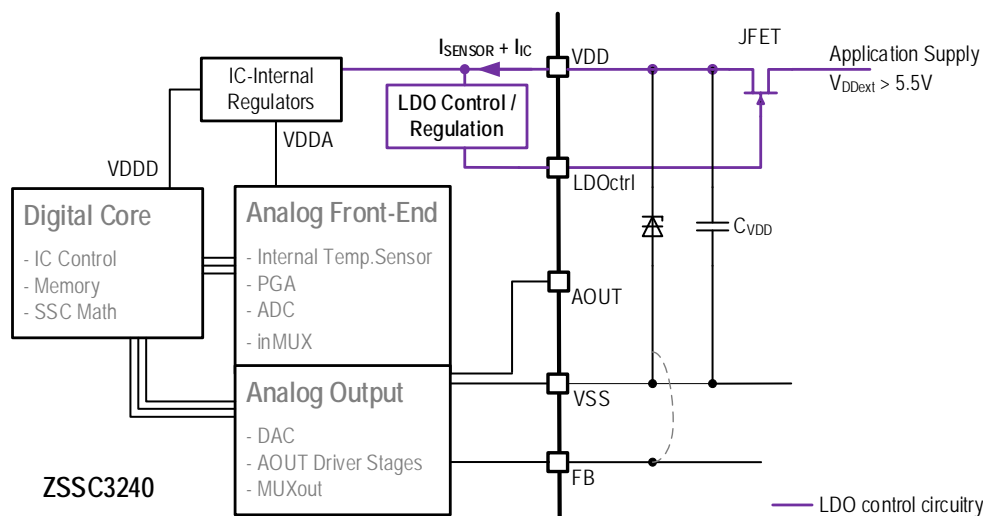 JFET
Application Supply
VDDext > 5.5V
ISENSOR + IIC
VDD
IC-Internal
Regulators
LDO Control /
Regulation
VDDD
VDDA
LDOctrl
Digital Core
- IC Control
- Memory
- SSC Math
Analog Front-End
- Internal Temp.Sensor
- PGA
- ADC
- inMUX
CVDD
AOUT
VSS
Analog Output
- DAC
- AOUT Driver Stages
- MUXout
FB
ZSSC3240
LDO control circuitry